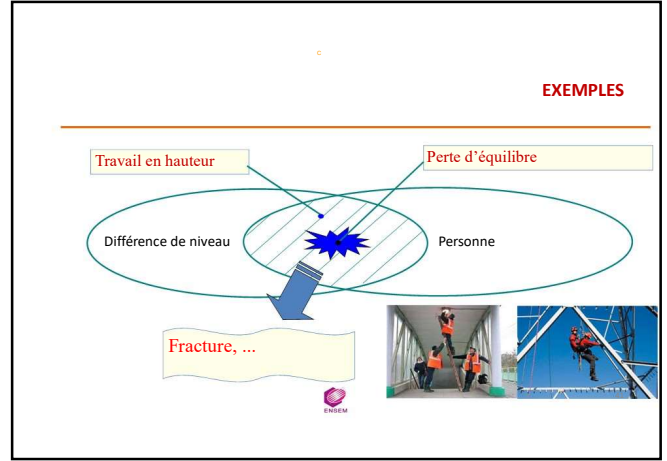 EXEMPLES
Travail en hauteur
Perte d'équilibre
Différence de niveau
Personne
Fracture, ...
ENSEM